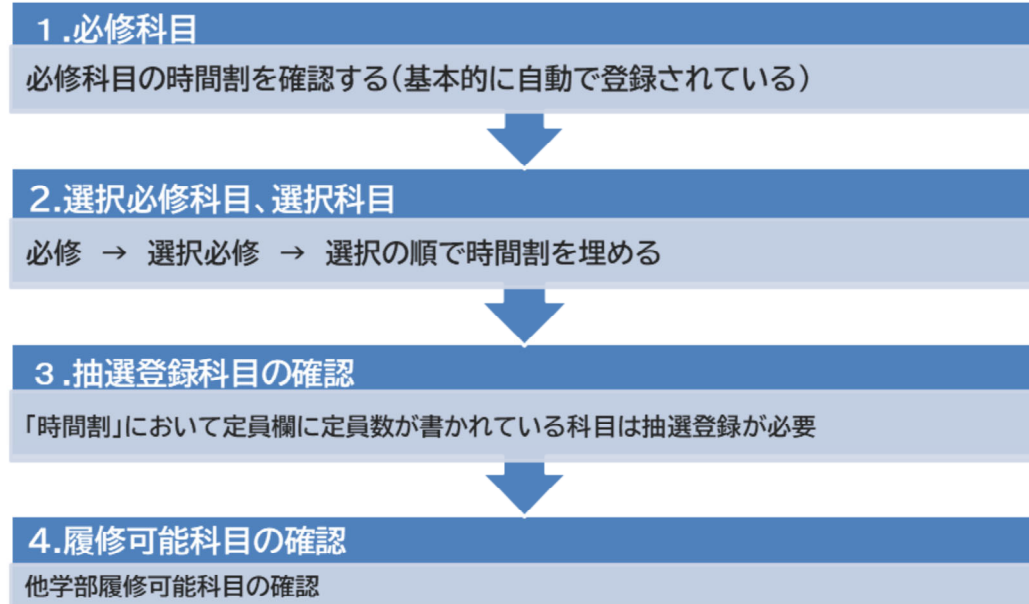 １.必修科目
必修科目の時間割を確認する(基本的に自動で登録されている)
2.選択必修科目、選択科目
必修 → 選択必修 → 選択の順で時間割を埋める
３.抽選登録科目の確認
「時間割」において定員欄に定員数が書かれている科目は抽選登録が必要
4.履修可能科目の確認
他学部履修可能科目の確認